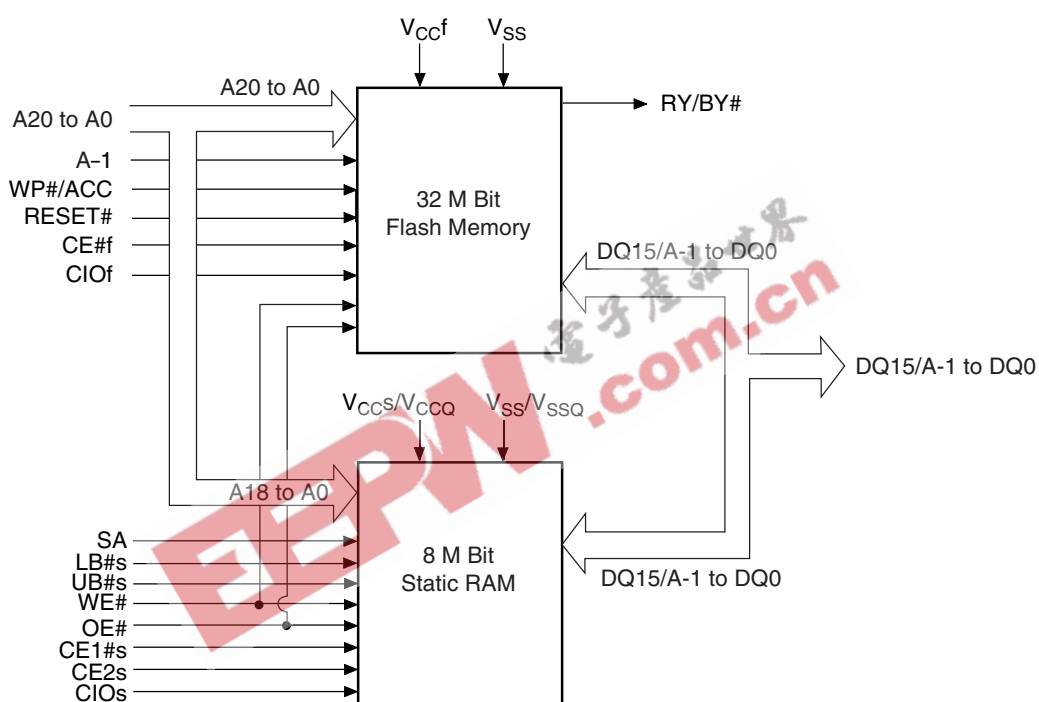 VCCf
VSS
A20 to A0
RY/BY#
A20 to A0
A–1
WP#/ACC
RESET#
CE#f
CIOf
32 M Bit
Flash Memory
DQ15/A-1 to DQ0
電子產品世界
.com.cn
DQ15/A-1 to DQ0
VCCs/VCCQ
VSS/VSSQ
EEPW
A18 to A0
SA
LB#s
UB#s
WE#
OE#
CE1#s
CE2s
CIOs
8 M Bit
Static RAM
DQ15/A-1 to DQ0